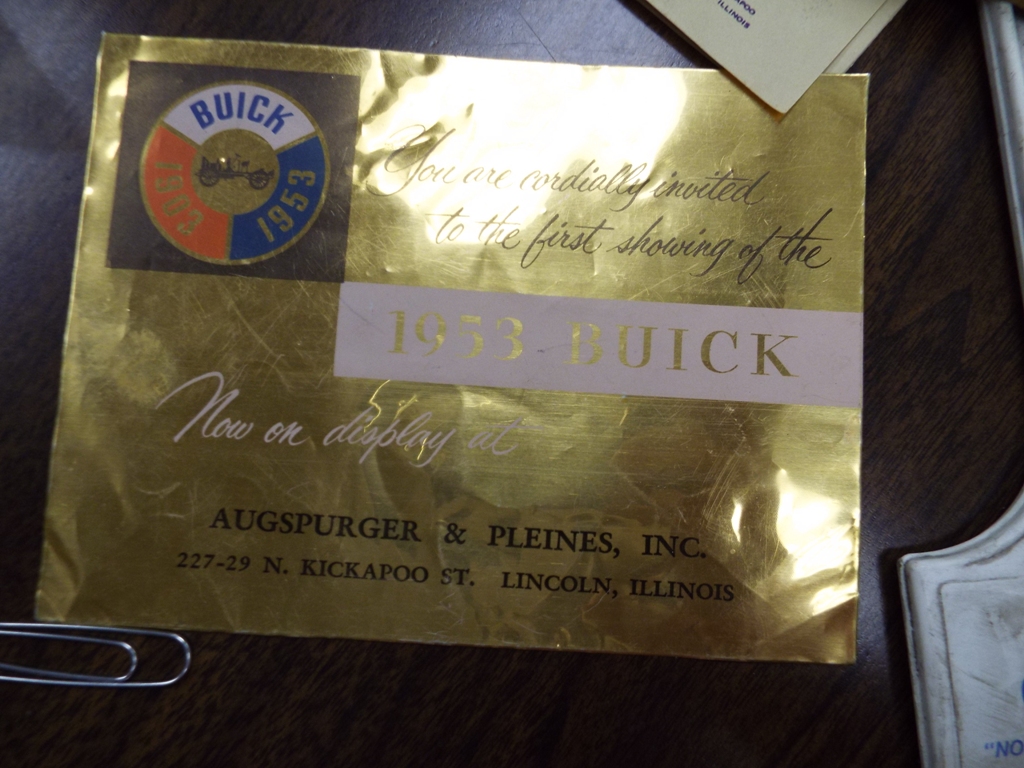 APOO
ILLINOIS
BUICK
1903
1953
You are cordially invited
to the first showing of the
1953 BUICK
Now on display at
AUGSPURGER & PLEINES, INC.
227-29 N. KICKAPOO ST. LINCOLN, ILLINOIS
"NO